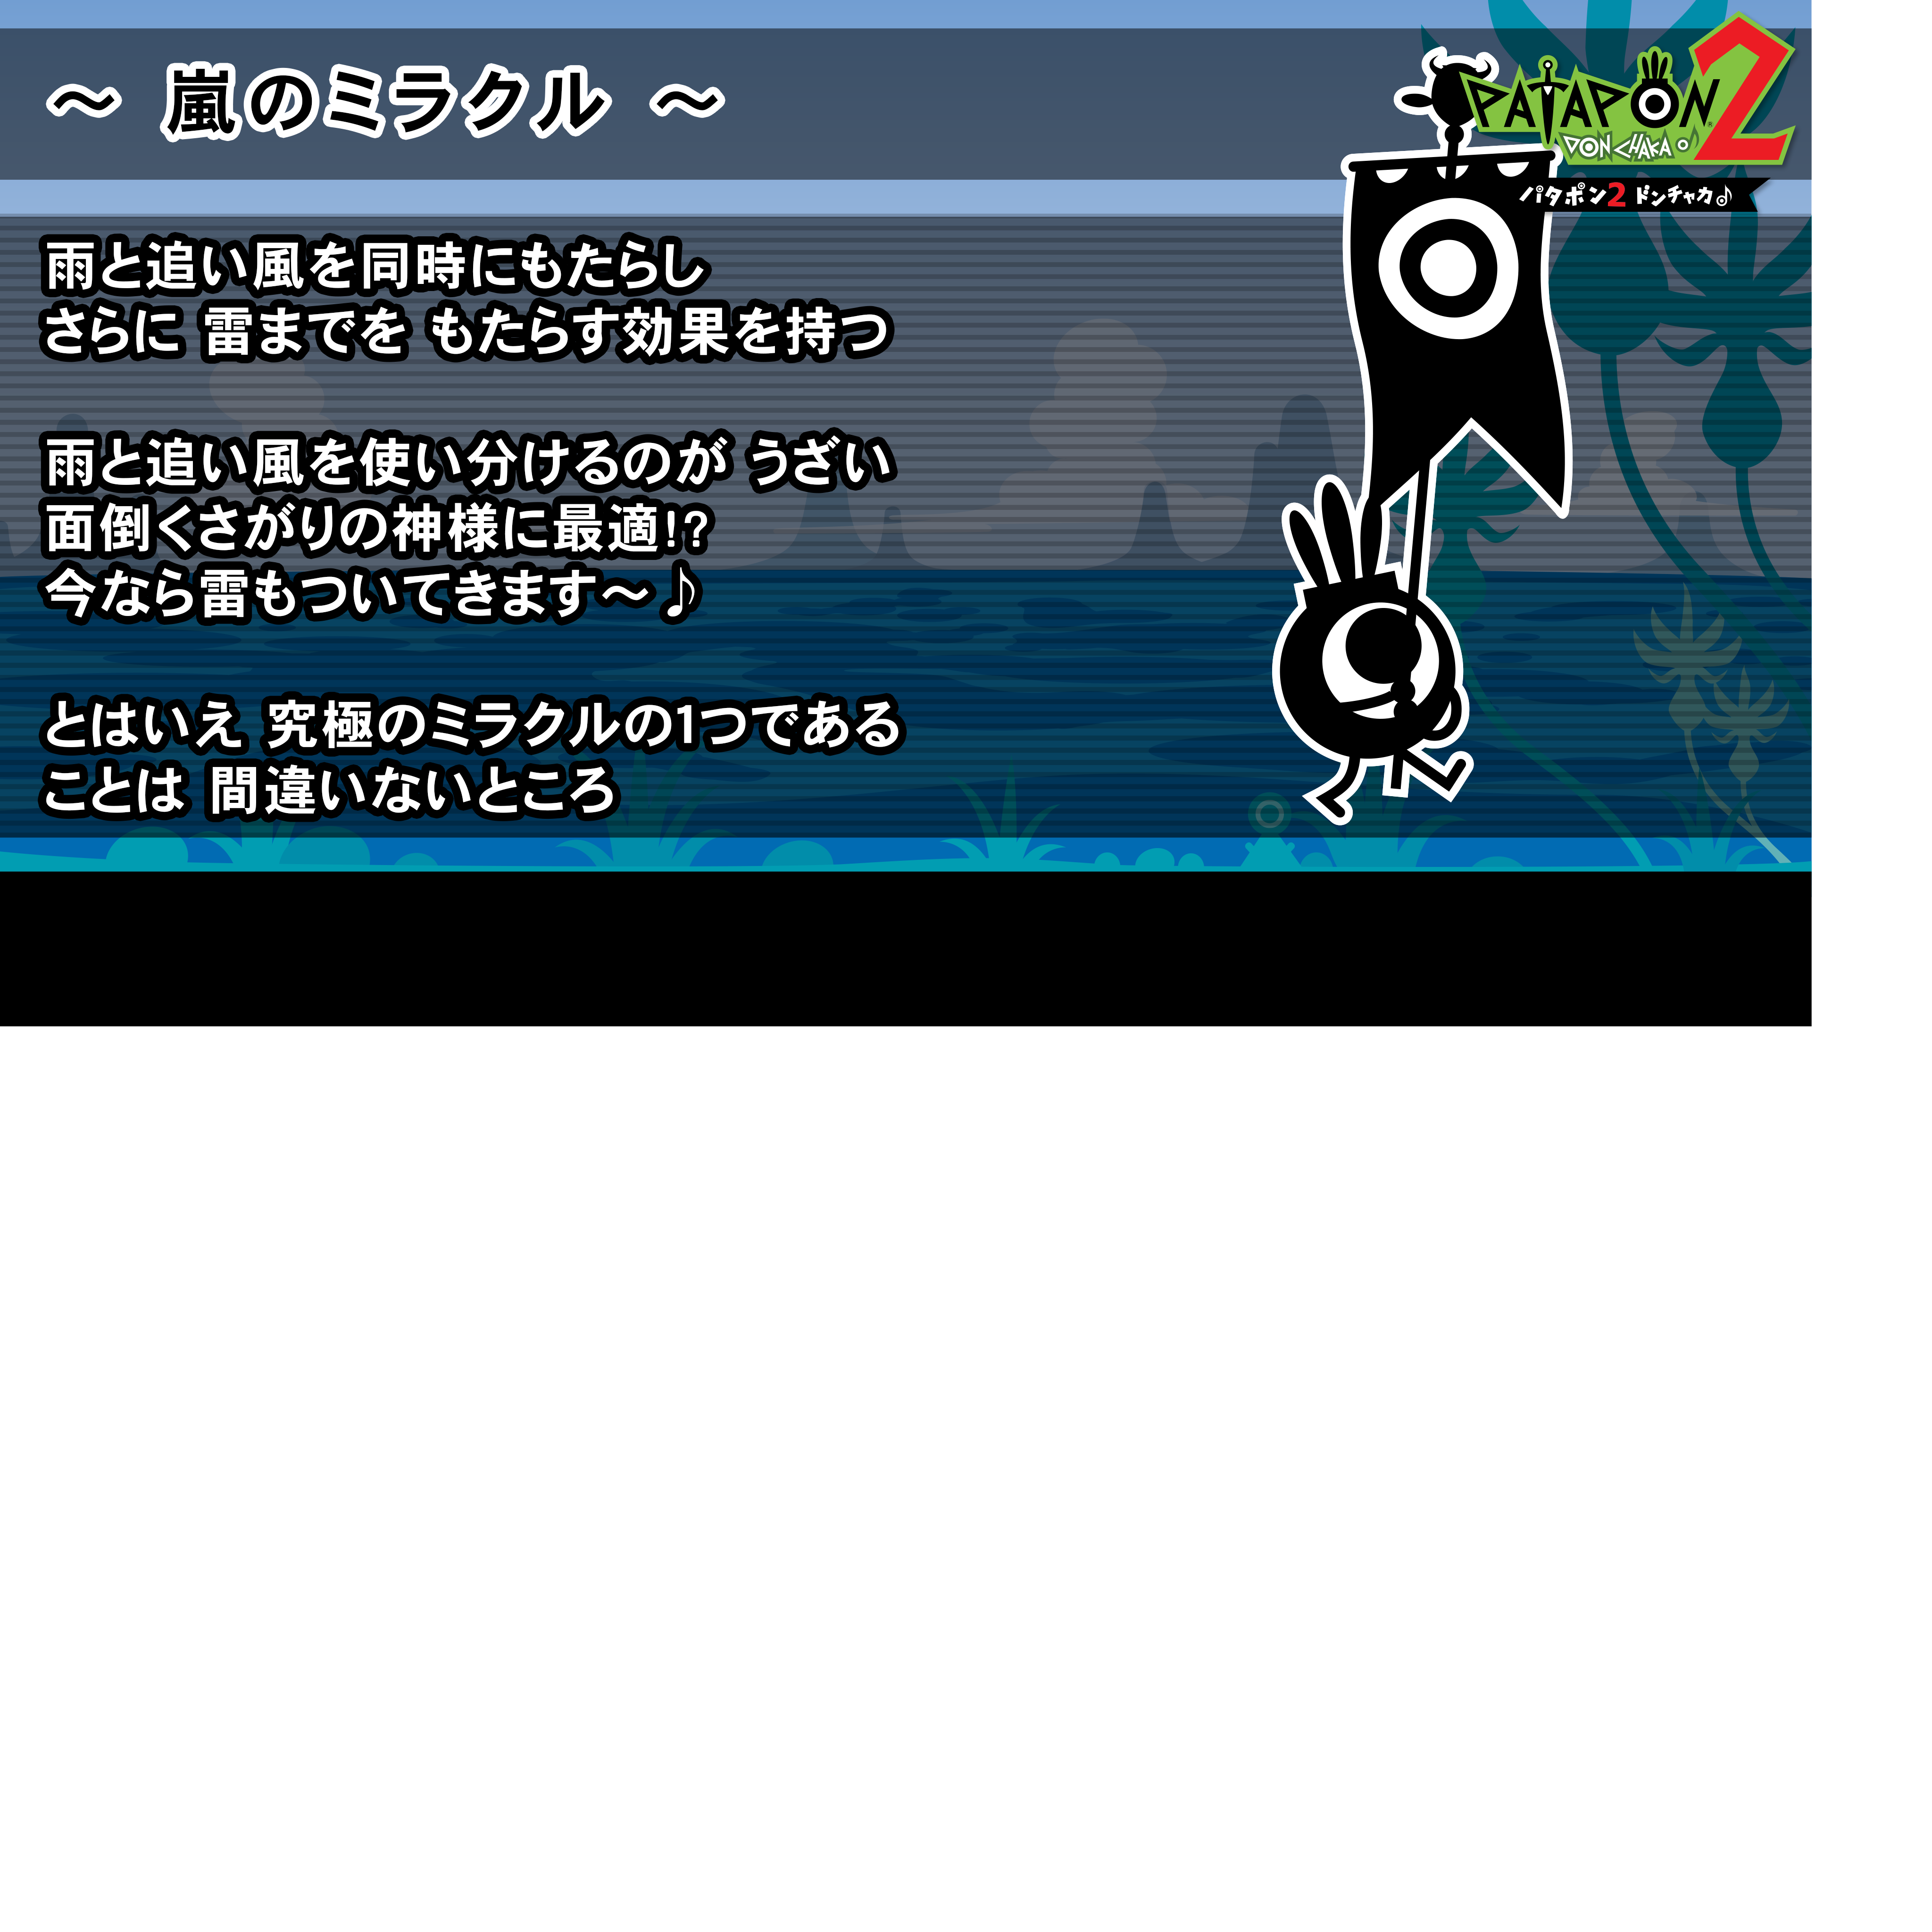 ～ 嵐のミラクル ～
PATAPON2
DON CHAKA♪
パタポン2 ドンチャカ♪
雨と追い風を同時にもたらし
さらに 雷までを もたらす効果を持つ
雨と追い風を使い分けるのが うざい
面倒くさがりの神様に最適!?
今なら雷もついてきます～♪
とはいえ 究極のミラクルの1つである
ことは 間違いないところ